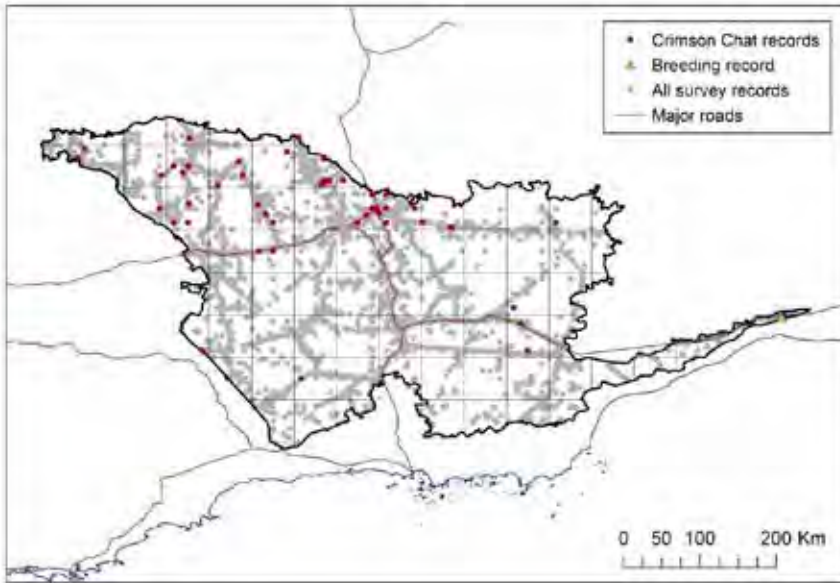 Crimson Chat records
Breeding record
All survey records
Major roads
0 50 100 200 Km